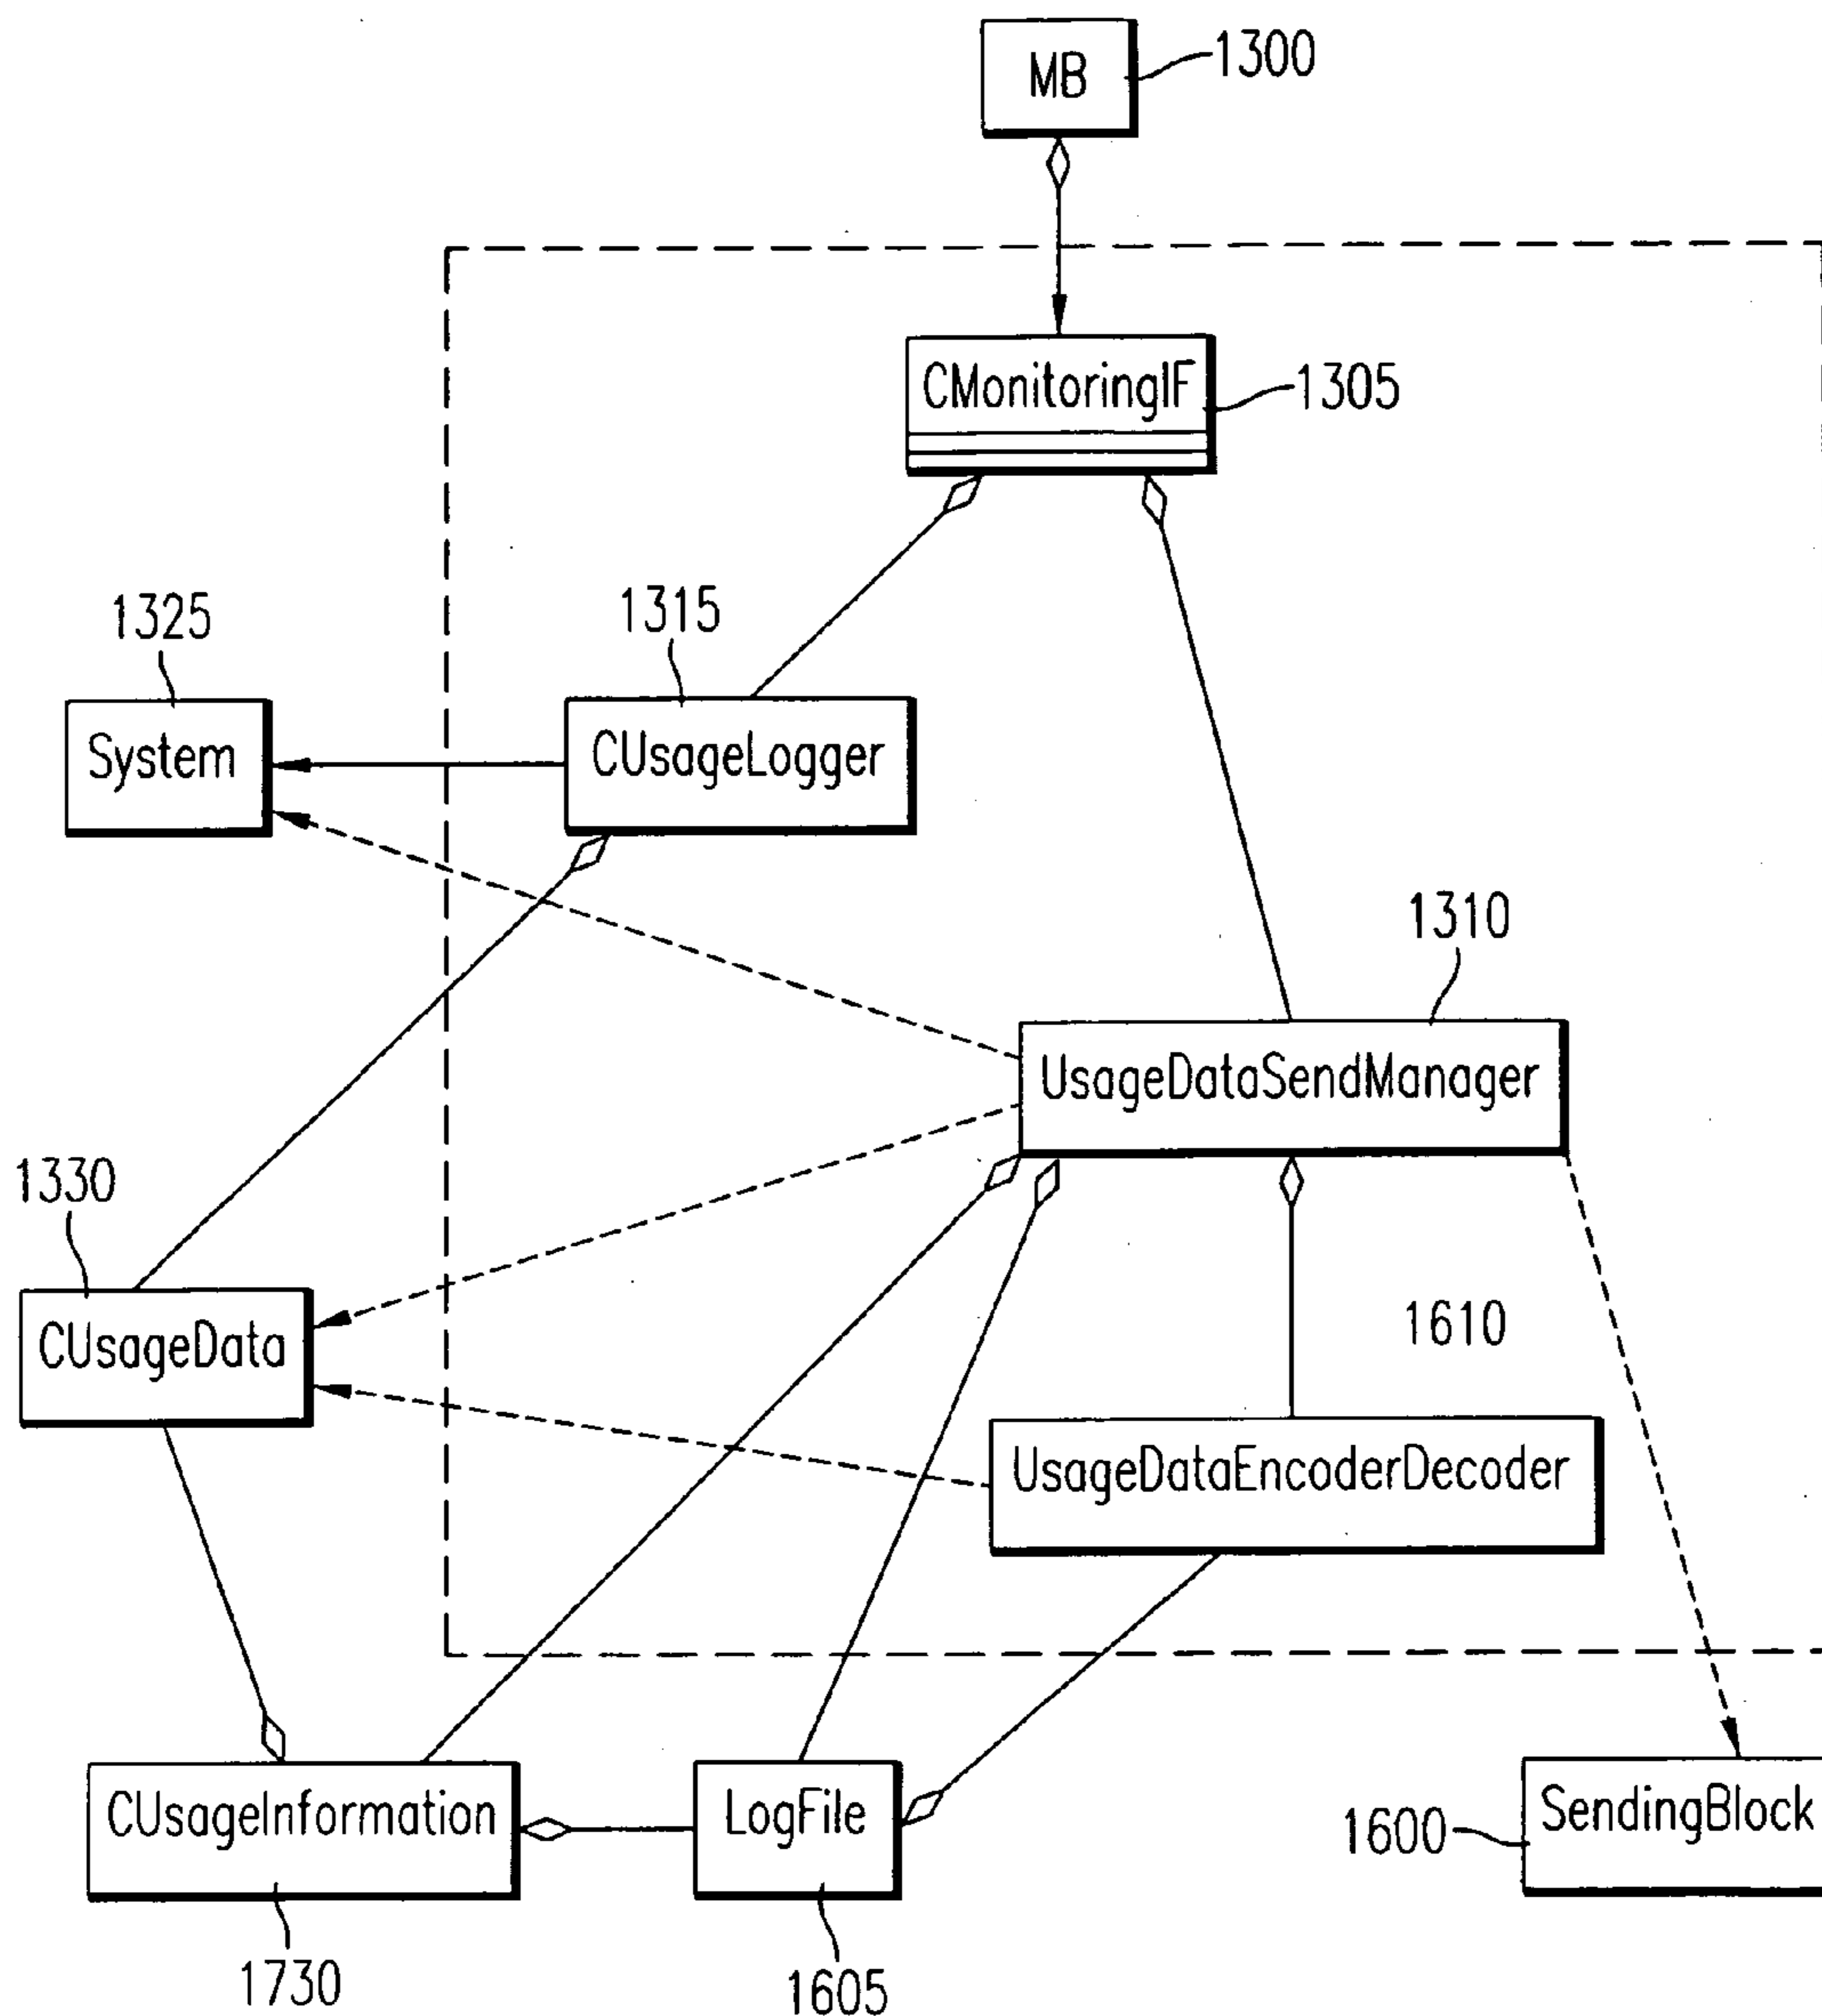 MB
1300
CMonitoringIF
1305
1325
1315
System
CUsageLogger
1310
UsageDataSendManager
1330
CUsageData
1610
UsageDataEncoderDecoder
CUsageInformation
LogFile
1600
SendingBlock
1730
1605